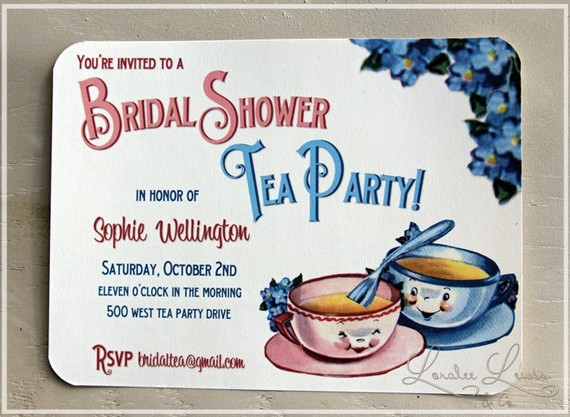 You're invited to a
Bridal Shower
Tea Party!
in honor of
Sophie Wellington
Saturday, October 2nd
eleven o'clock in the morning
500 west tea party drive
RSVP bridaltea@gmail.com
Loralee Lewis
& Co.